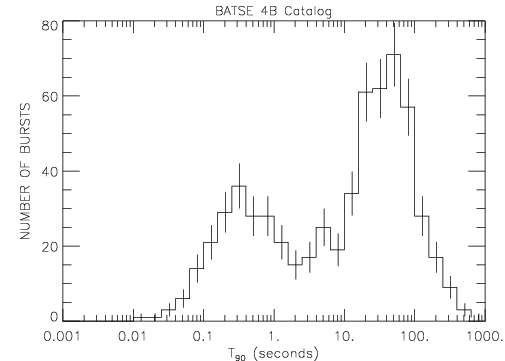 BATSE 4B Catalog
80
60
40
20
0
NUMBER OF BURSTS
0.001 0.01 0.1 1. 10. 100. 1000.
T90 (seconds)